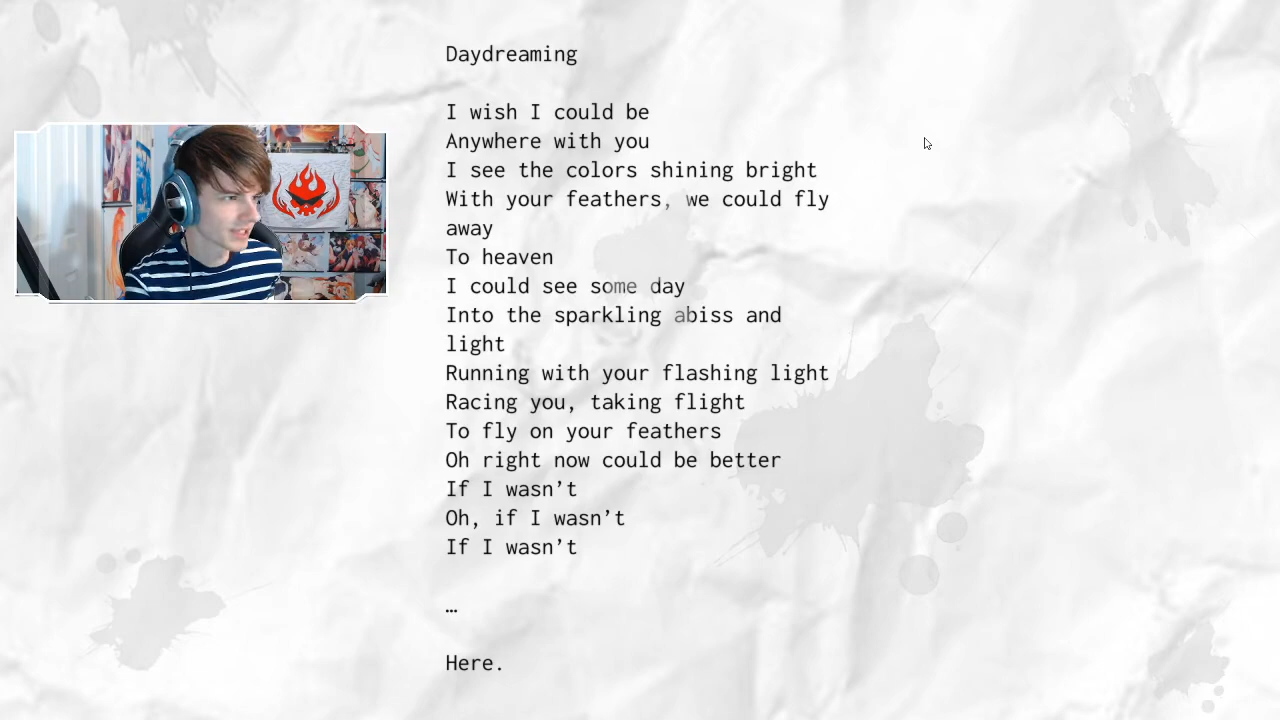 Daydreaming
I wish I could be
Anywhere with you
I see the colors shining bright
With your feathers, we could fly
away
To heaven
I could see some day
Into the sparkling abiss and
light
Running with your flashing light
Racing you, taking flight
To fly on your feathers
Oh right now could be better
If I wasn’t
Oh, if I wasn’t
If I wasn’t
…
Here.